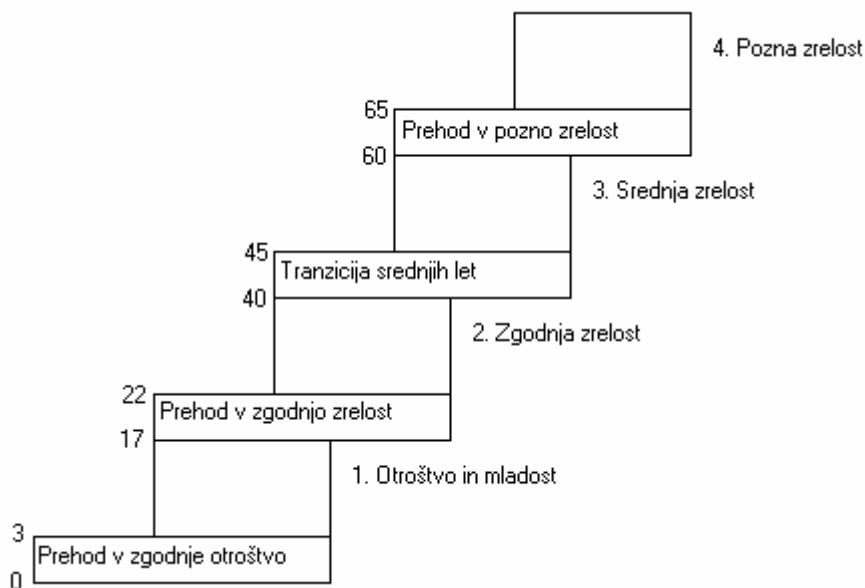 4. Pozna zrelost
65
Prehod v pozno zrelost
60
3. Srednja zrelost
45
Tranzicija srednjih let
40
2. Zgodnja zrelost
22
Prehod v zgodnjo zrelost
17
1. Otroštvo in mladost
3
Prehod v zgodnje otroštvo
0